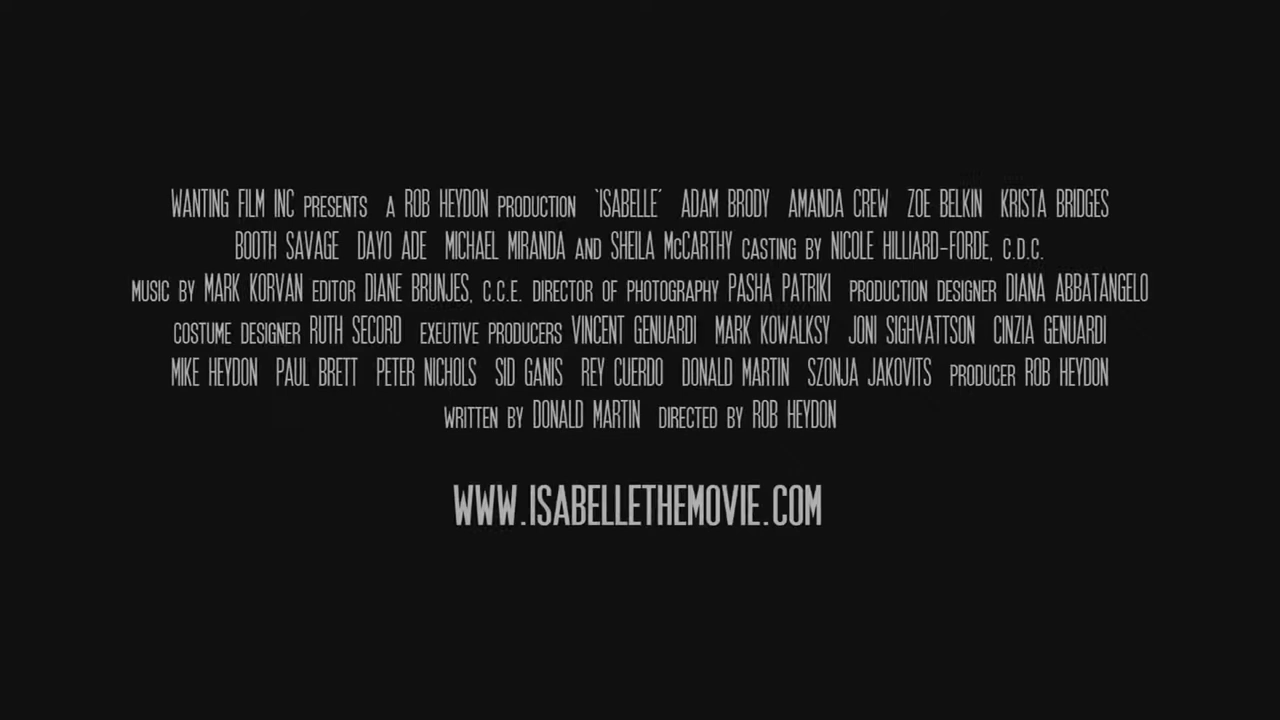 WANTING FILM INC PRESENTS A ROB HEYDON PRODUCTION 'ISABELLE' ADAM BRODY AMANDA CREW ZOE BELKIN KRISTA BRIDGES
BOOTH SAVAGE DAYO ADE MICHAEL MIRANDA AND SHEILA McCARTHY CASTING BY NICOLE HILLIARD-FORDE, C.D.C.
MUSIC BY MARK KORVAN EDITOR DIANE BRUNJES, C.C.E. DIRECTOR OF PHOTOGRAPHY PASHA PATRIKI PRODUCTION DESIGNER DIANA ABBATANGELO
COSTUME DESIGNER RUTH SECORD EXEUTIVE PRODUCERS VINCENT GENUARDI MARK KOWALKSY JONI SIGHVATTSON CINZIA GENUARDI
MIKE HEYDON PAUL BRETT PETER NICHOLS SID GANIS REY CUERDO DONALD MARTIN SZONJA JAKOVITS PRODUCER ROB HEYDON
WRITTEN BY DONALD MARTIN DIRECTED BY ROB HEYDON
WWW.ISABELLETHEMOVIE.COM